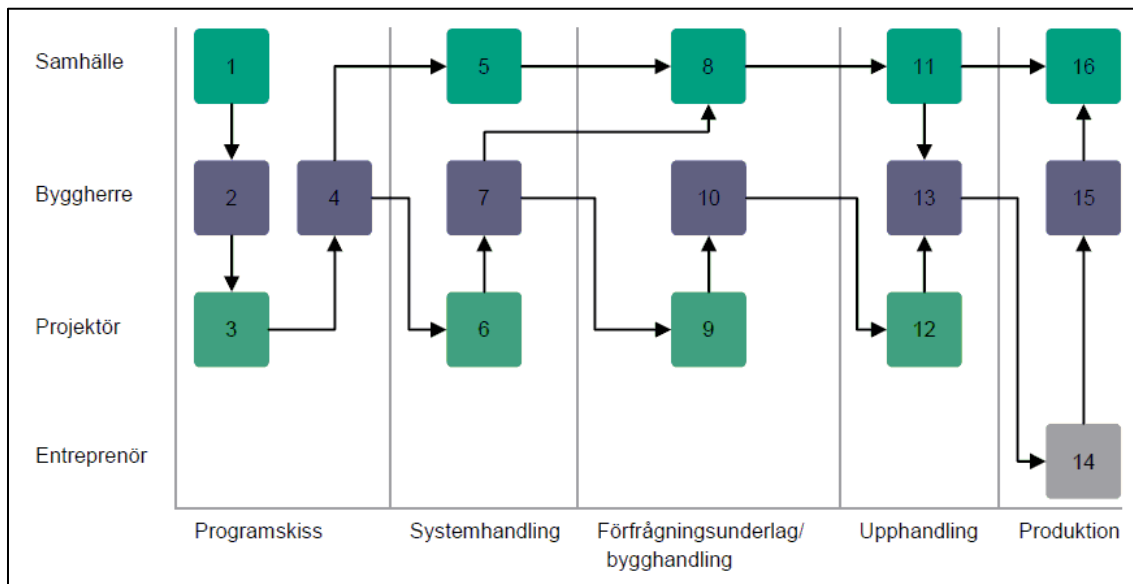 Samhälle
1
5
8
11
16
Byggherre
2
4
7
10
13
15
Projektör
3
6
9
12
Entreprenör
14
Programskiss
Systemhandling
Förfrågningsunderlag/
bygghandling
Upphandling
Produktion